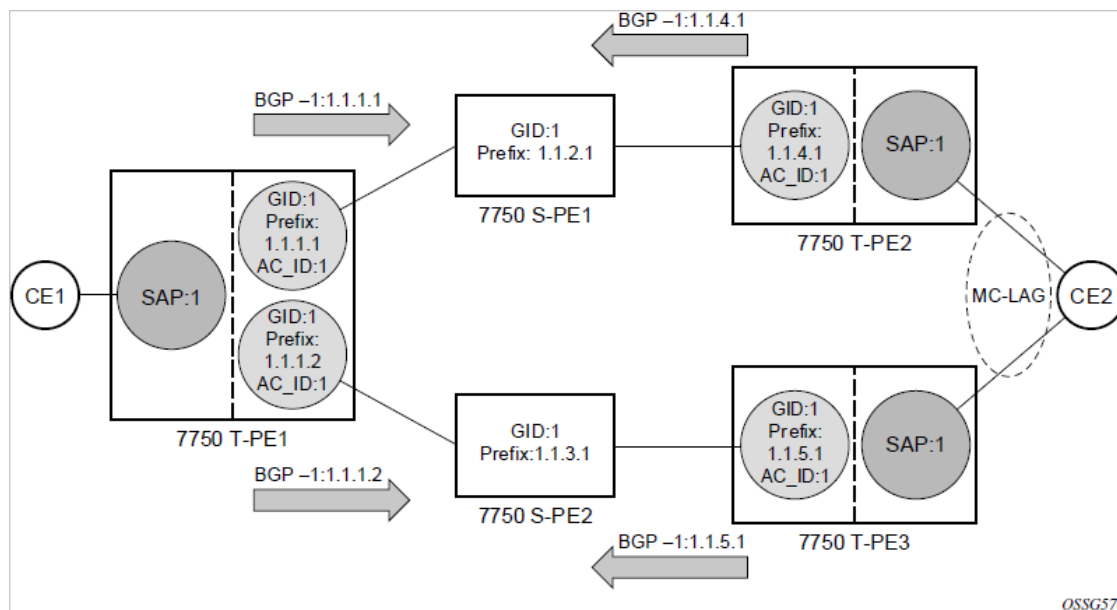 BGP –1:1.1.4.1
BGP –1:1.1.1.1
GID:1
Prefix: 1.1.2.1
7750 S-PE1
GID:1
Prefix:
1.1.4.1
AC_ID:1
SAP:1
7750 T-PE2
CE1
SAP:1
GID:1
Prefix:
1.1.1.1
AC_ID:1
GID:1
Prefix:
1.1.1.2
AC_ID:1
7750 T-PE1
MC-LAG
CE2
BGP –1:1.1.1.2
GID:1
Prefix:1.1.3.1
7750 S-PE2
GID:1
Prefix:
1.1.5.1
AC_ID:1
SAP:1
7750 T-PE3
BGP –1:1.1.5.1
OSSG57